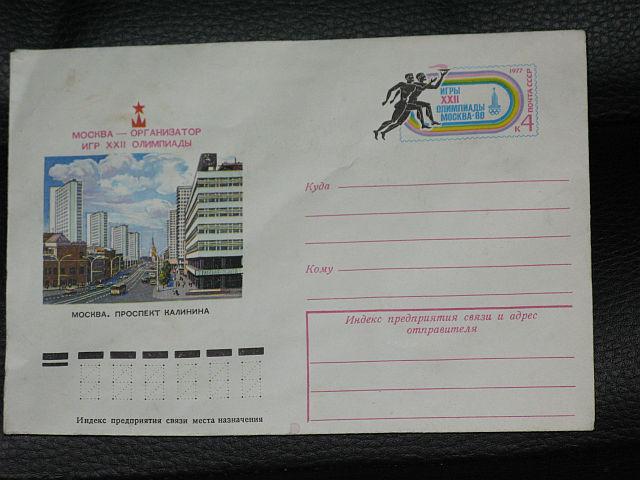 МОСКВА — ОРГАНИЗАТОР
ИГР XXII ОЛИМПИАДЫ
МОСКВА. ПРОСПЕКТ КАЛИНИНА
Индекс предприятия связи места назначения
1977
ИГРЫ
XXII
ОЛИМПИАДЫ
МОСКВА-80
ПОЧТА СССР
К 4
Куда
Кому
Индекс предприятия связи и адрес
отправителя